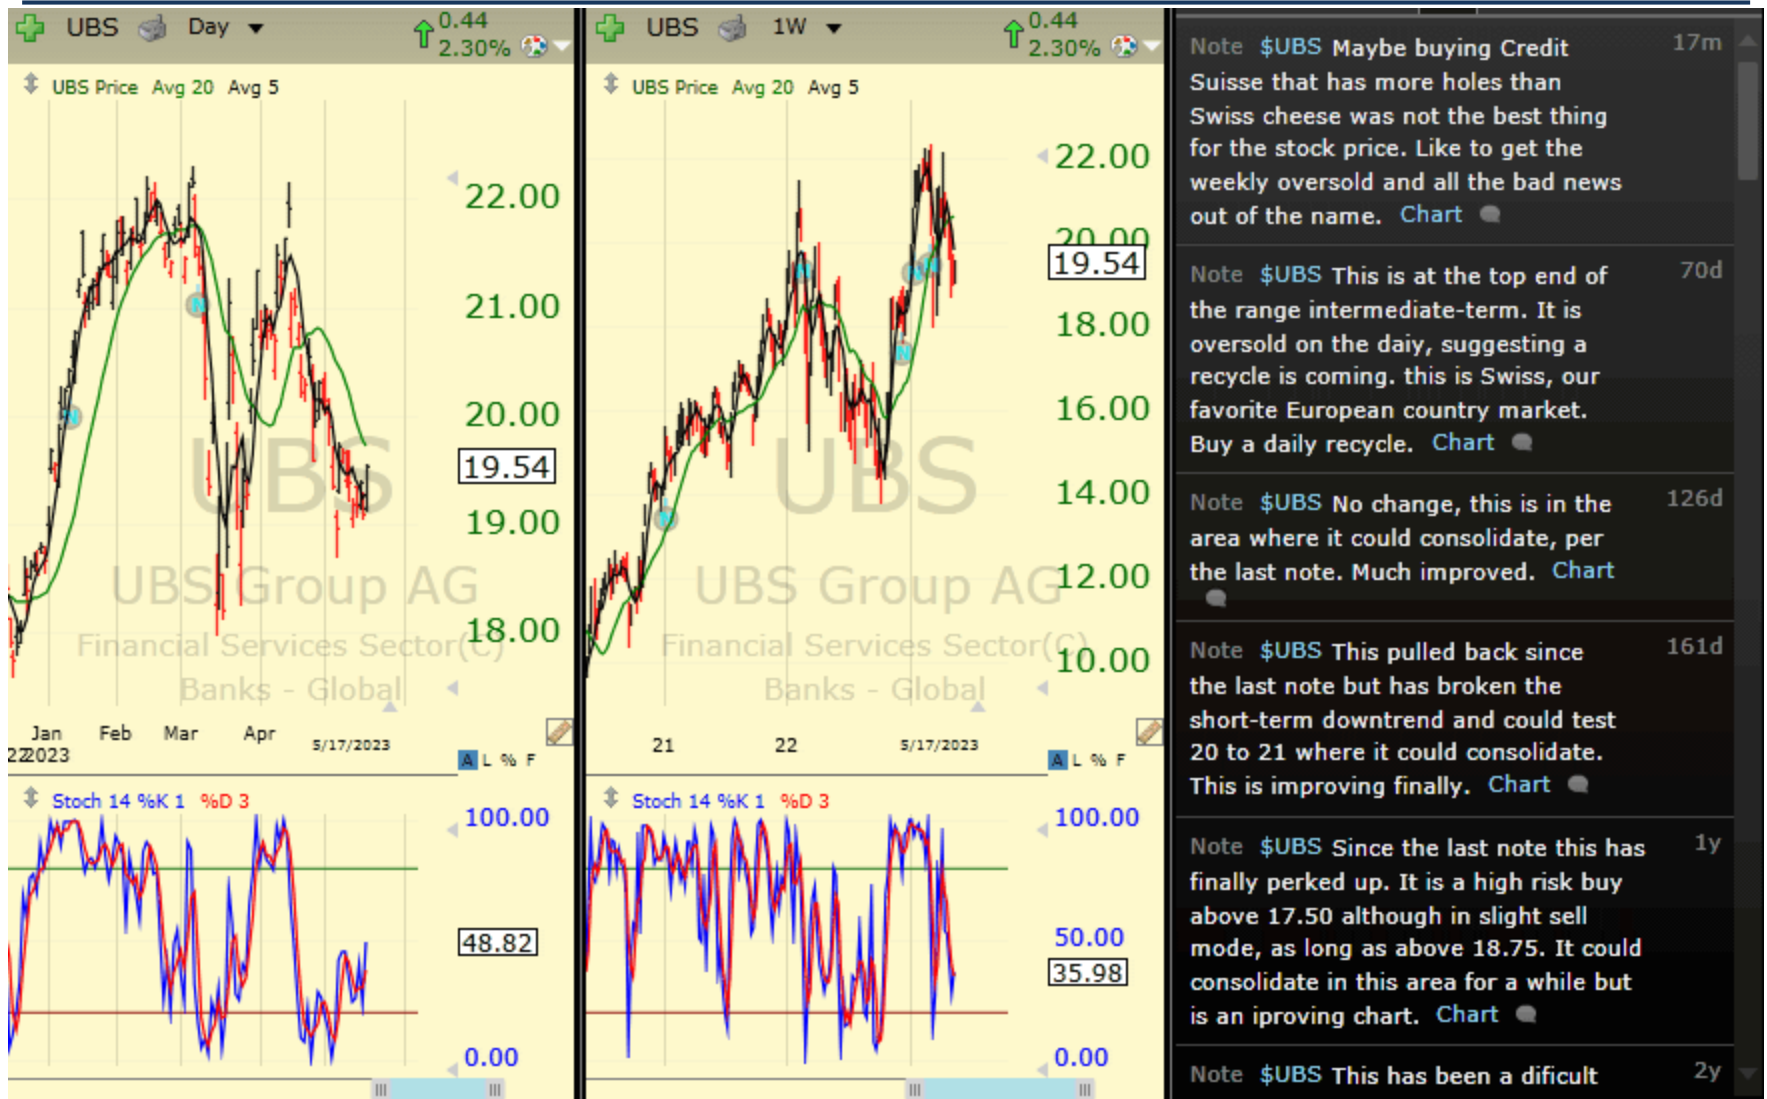 UBS Day 0.44
2.30%
UBS Price Avg 20 Avg 5
22.00
21.00
20.00
19.54
19.00
18.00
UBS
UBS Group AG
Financial Services Sector(C)
Banks - Global
Jan Feb Mar Apr 5/17/2023
222023
A L % F
Stoch 14 %K 1 %D 3
100.00
48.82
0.00
N
N
UBS 1W 0.44
2.30%
UBS Price Avg 20 Avg 5
22.00
20.00
19.54
18.00
16.00
14.00
12.00
10.00
UBS
UBS Group AG
Financial Services Sector(C)
Banks - Global
21 22 5/17/2023
A L % F
Stoch 14 %K 1 %D 3
100.00
50.00
35.98
0.00
N
N
N
N
N
Note $UBS Maybe buying Credit 17m
Suisse that has more holes than
Swiss cheese was not the best thing
for the stock price. Like to get the
weekly oversold and all the bad news
out of the name. Chart
Note $UBS This is at the top end of 70d
the range intermediate-term. It is
oversold on the daiy, suggesting a
recycle is coming. this is Swiss, our
favorite European country market.
Buy a daily recycle. Chart
Note $UBS No change, this is in the 126d
area where it could consolidate, per
the last note. Much improved. Chart
Note $UBS This pulled back since 161d
the last note but has broken the
short-term downtrend and could test
20 to 21 where it could consolidate.
This is improving finally. Chart
Note $UBS Since the last note this has 1y
finally perked up. It is a high risk buy
above 17.50 although in slight sell
mode, as long as above 18.75. It could
consolidate in this area for a while but
is an iproving chart. Chart
Note $UBS This has been a dificult 2y